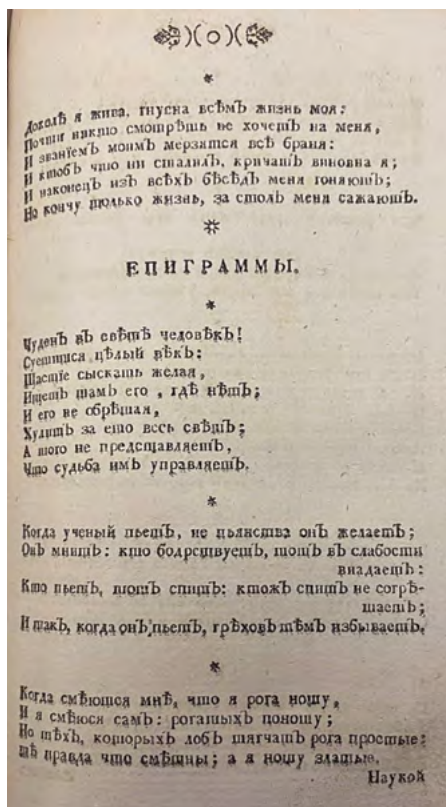 Доколѣ я жива, гнусна всѣмЪ жизнь моя:
Почти никто смотрѣть не хочетЪ на меня,
И званїемЪ моимЪ мерзятся всѣ браня:
И ктобЪ что ни сталилЪ, кричатЪ виновна я;
И наконецЪ изЪ всѣхЪ бѣсѣдЪ меня гоняютЪ;
Но кончу только жизнь, за столЪ меня сажаютЪ.
ЕПИГРАММЫ.
ЧуденЪ вЪ свѣтѣ человѣкЪ!
Суетится цѣлый вѣкЪ:
Щастїе сыскать желая,
ИщетЪ тамЪ его, гдѣ нѣтЪ;
И его не обрѣтая,
ХулитЪ за ето весь свѣтЪ;
А того не представляетЪ,
Что судьба имЪ управляетЪ.
Когда ученый пьетЪ, не пьянства онЪ желаетЪ;
ОнЪ мнитЪ: кто бодрствуетЪ, тотЪ вЪ слабости
впадаетЪ:
Кто пьетЪ, тотЪ спитЪ: ктожЪ спитЪ не согрѣ-
шаетЪ;
И такЪ, когда онЪ пьетЪ, грѣховЪ тѣмЪ избываетЪ.
Когда смѣются мнѣ, что я рога ношу,
И я смѣюся самЪ: рогатыхЪ поношу;
Но тѣхЪ, которыхЪ лобЪ тягчатЪ рога простые:
тѣ правда что смѣшны; а я ношу златые.
Наукой